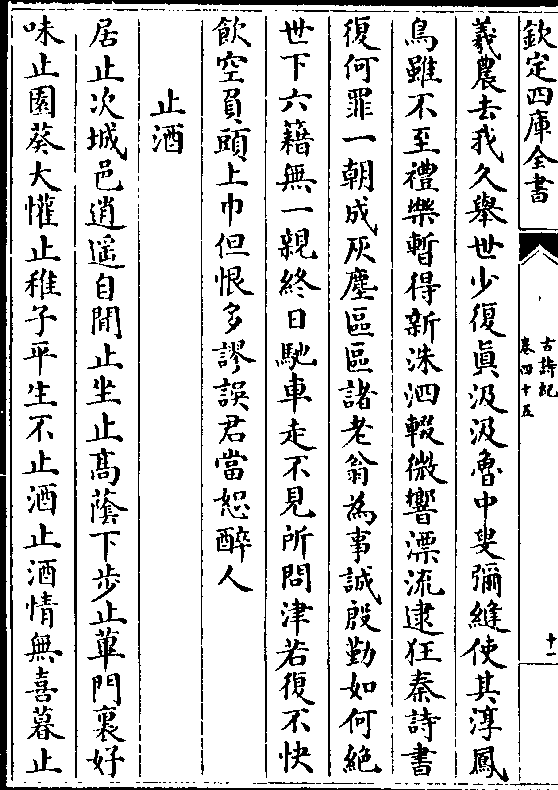 欽定四庫全書
古詩紀
卷四十五
十一
羲農去我久舉世少復眞汲汲魯中叟彌縫使其淳鳳
鳥雖不至禮樂暫得新洙泗輟微響漂流逮狂秦詩書
復何罪一朝成灰塵區區諸老翁為事誠殷勤如何絶
世下六籍無一親終日馳車走不見所問津若復不快
飲空負頭上巾但恨多謬誤君當恕醉人
止酒
居止次城邑逍遥自閒止坐止髙蔭下步止蓽門裏好
味止園葵大懽止稚子平生不止酒止酒情無喜暮止